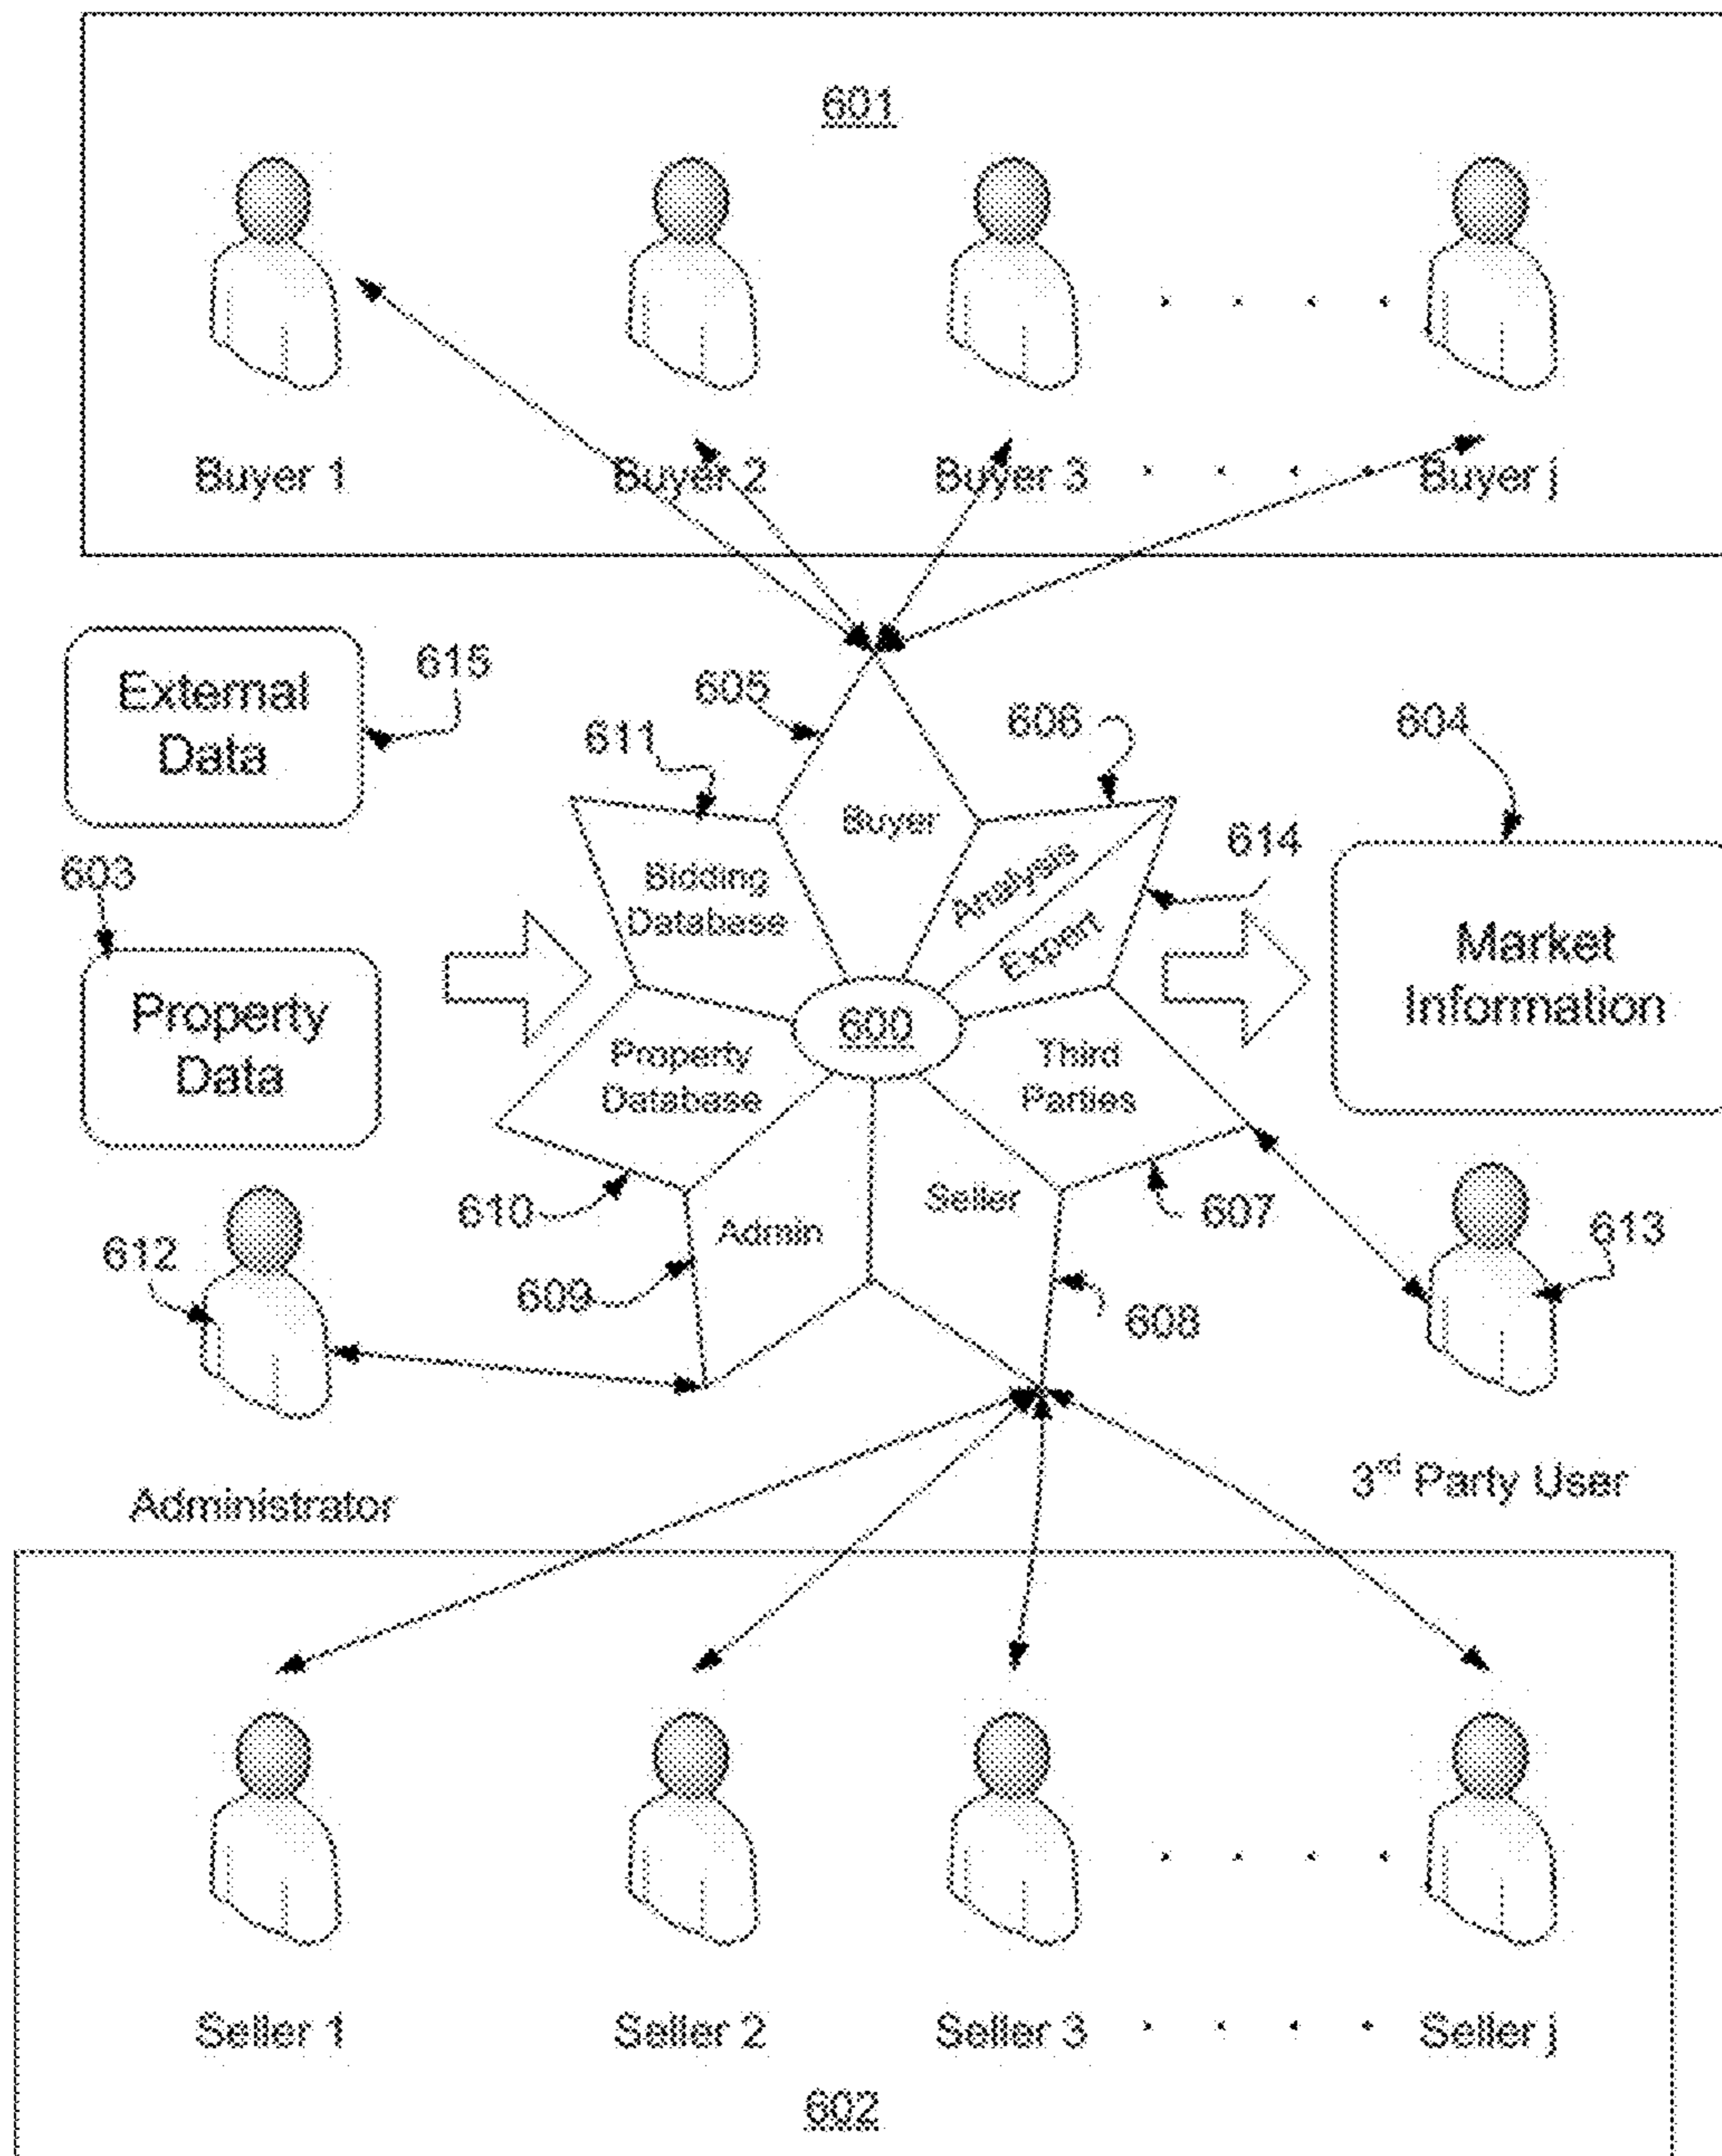 601
Buyer 1 Buyer 2 Buyer 3 . . . . Buyer j
External
Data
615
605
606
604
611
Buyer
614
603
Bidding
Database
Analysis
Expert
Market
Information
Property
Data
600
Property
Database
Third
Parties
610
Admin
Seller
607
613
612
609
608
3rd Party User
Administrator
Seller 1 Seller 2 Seller 3 . . . . Seller j
602